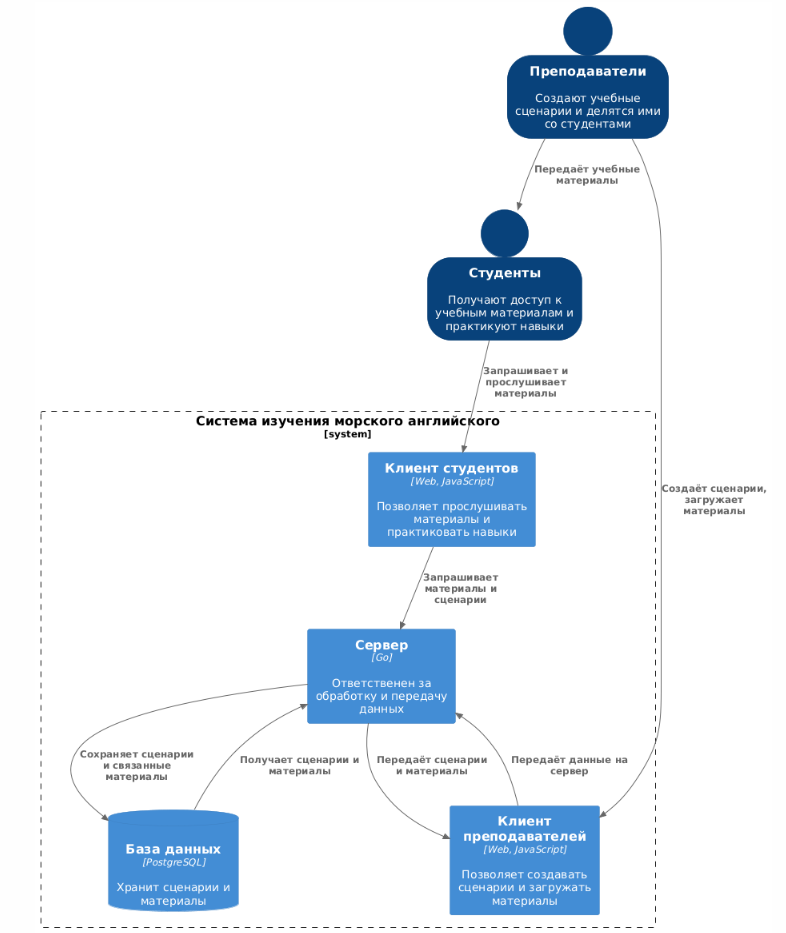 Преподаватели
Создают учебные
сценарии и делятся ими
со студентами
Передаёт учебные
материалы
Студенты
Получают доступ к
учебным материалам и
практикуют навыки
Запрашивает и
прослушивает
материалы
Система изучения морского английского
[system]
Клиент студентов
[Web, JavaScript]
Позволяет прослушивать
материалы и
практиковать навыки
Создаёт сценарии,
загружает
материалы
Запрашивает
материалы и
сценарии
Сервер
[Go]
Ответственен за
обработку и передачу
данных
Сохраняет сценарии
и связанные
материалы
Получает сценарии и
материалы
Передаёт сценарии
и материалы
Передаёт данные на
сервер
База данных
[PostgreSQL]
Хранит сценарии и
материалы
Клиент
преподавателей
[Web, JavaScript]
Позволяет создавать
сценарии и загружать
материалы